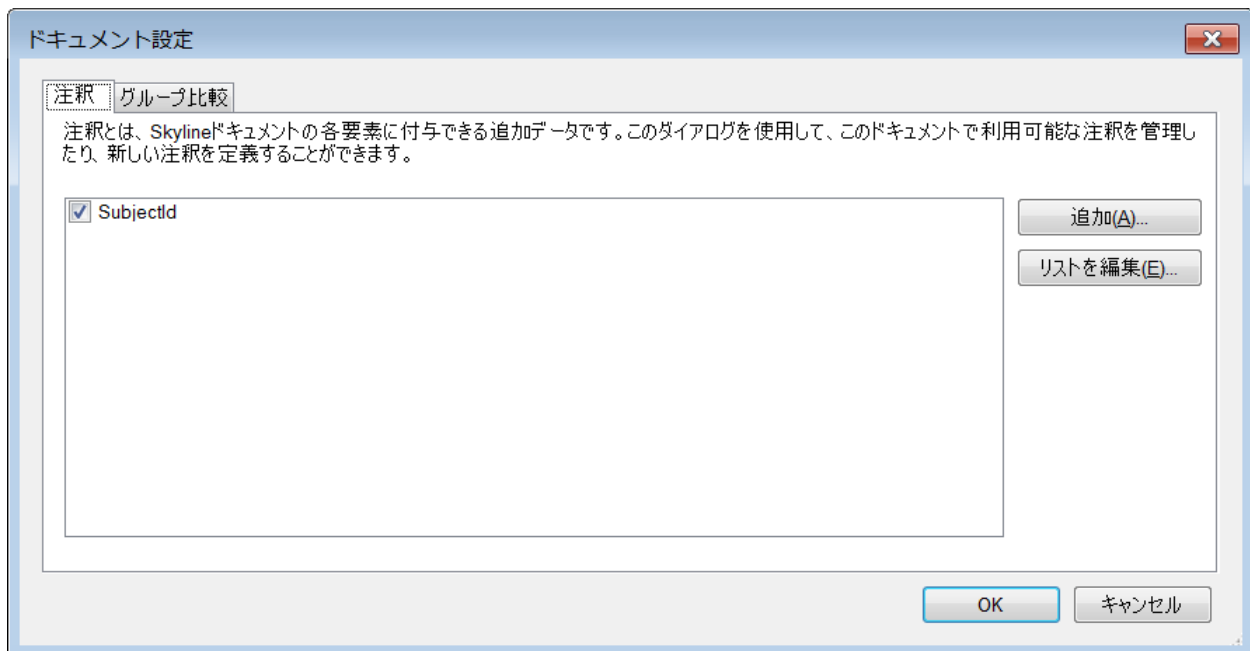 ドキュメント設定
注釈 グループ比較
注釈とは、Skylineドキュメントの各要素に付与できる追加データです。このダイアログを使用して、このドキュメントで利用可能な注釈を管理し
たり、新しい注釈を定義することができます。
SubjectId
追加(A)...
リストを編集(E)...
OK キャンセル